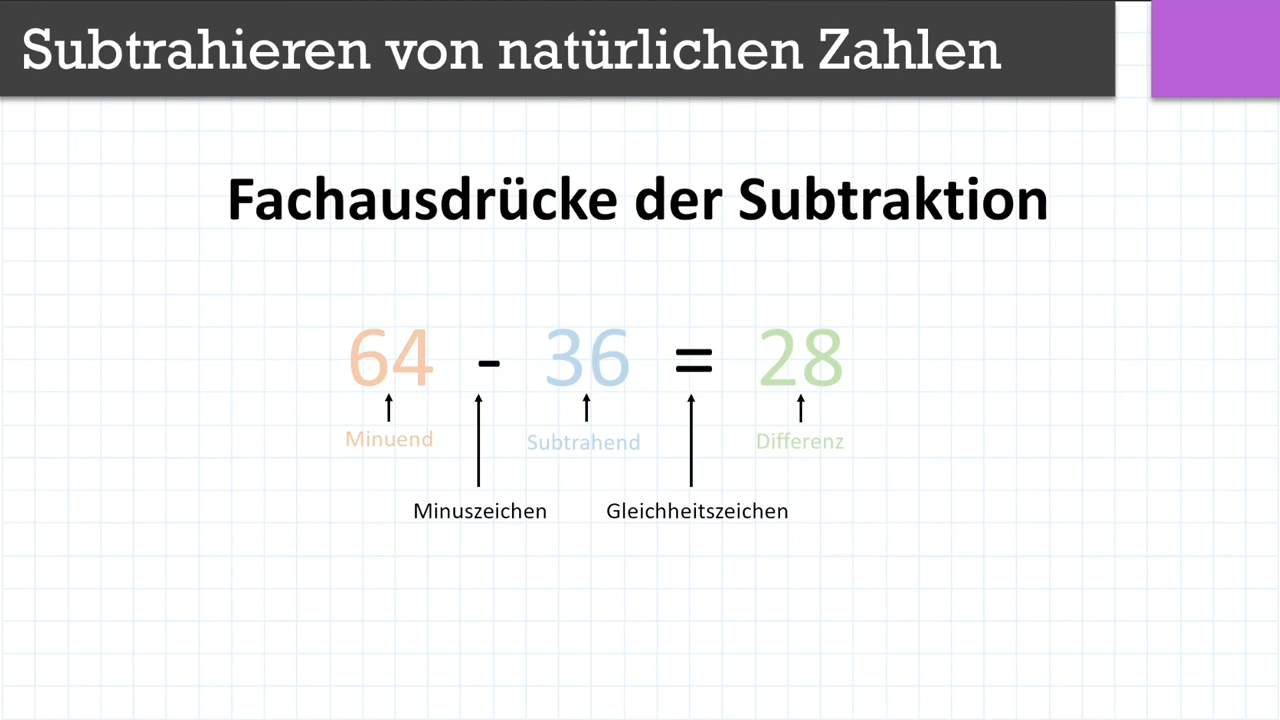 Subtrahieren von natürlichen Zahlen
Fachausdrücke der Subtraktion
64 - 36 = 28
Minuend Subtrahend Differenz
Minuszeichen Gleichheitszeichen